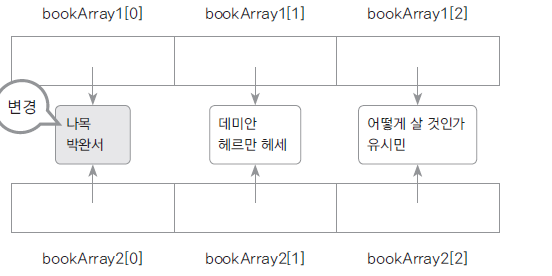 bookArray1[0]
bookArray1[1]
bookArray1[2]
변경
나목
박완서
데미안
헤르만 헤세
어떻게 살 것인가
유시민
bookArray2[0]
bookArray2[1]
bookArray2[2]